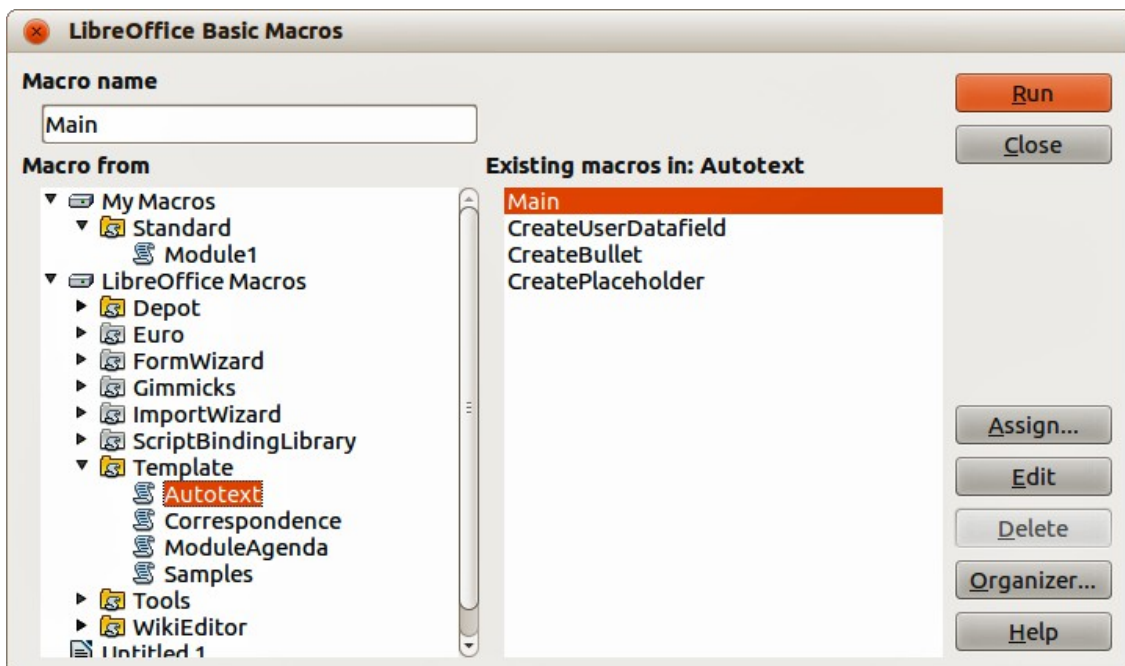 LibreOffice Basic Macros
Macro name
Main
Macro from
My Macros
Standard
Module1
LibreOffice Macros
Depot
Euro
FormWizard
Gimmicks
ImportWizard
ScriptBindingLibrary
Template
Autotext
Correspondence
ModuleAgenda
Samples
Tools
WikiEditor
Untitled 1
Existing macros in: Autotext
Main
CreateUserDatafield
CreateBullet
CreatePlaceholder
Run
Close
Assign...
Edit
Delete
Organizer...
Help